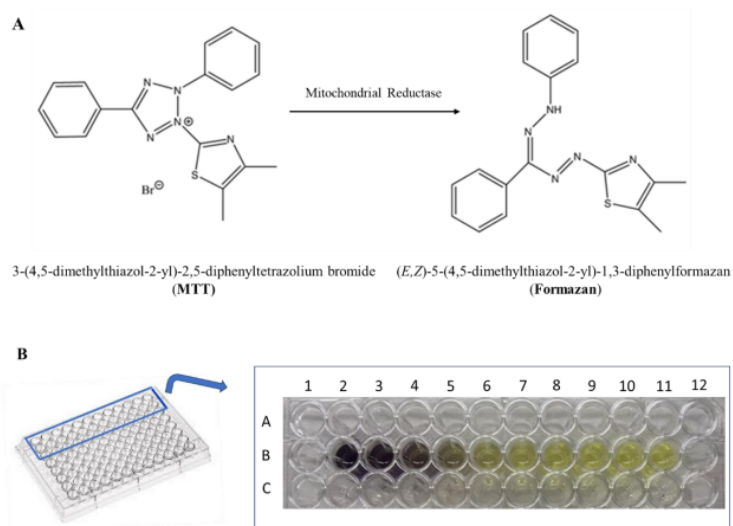 A
N
N
N
N⊕
N
S
Br⊖
Mitochondrial Reductase
NH
N
N
N
N
S
3-(4,5-dimethylthiazol-2-yl)-2,5-diphenyltetrazolium bromide
(MTT)
(E,Z)-5-(4,5-dimethylthiazol-2-yl)-1,3-diphenylformazan
(Formazan)
B
1 2 3 4 5 6 7 8 9 10 11 12
A
B
C